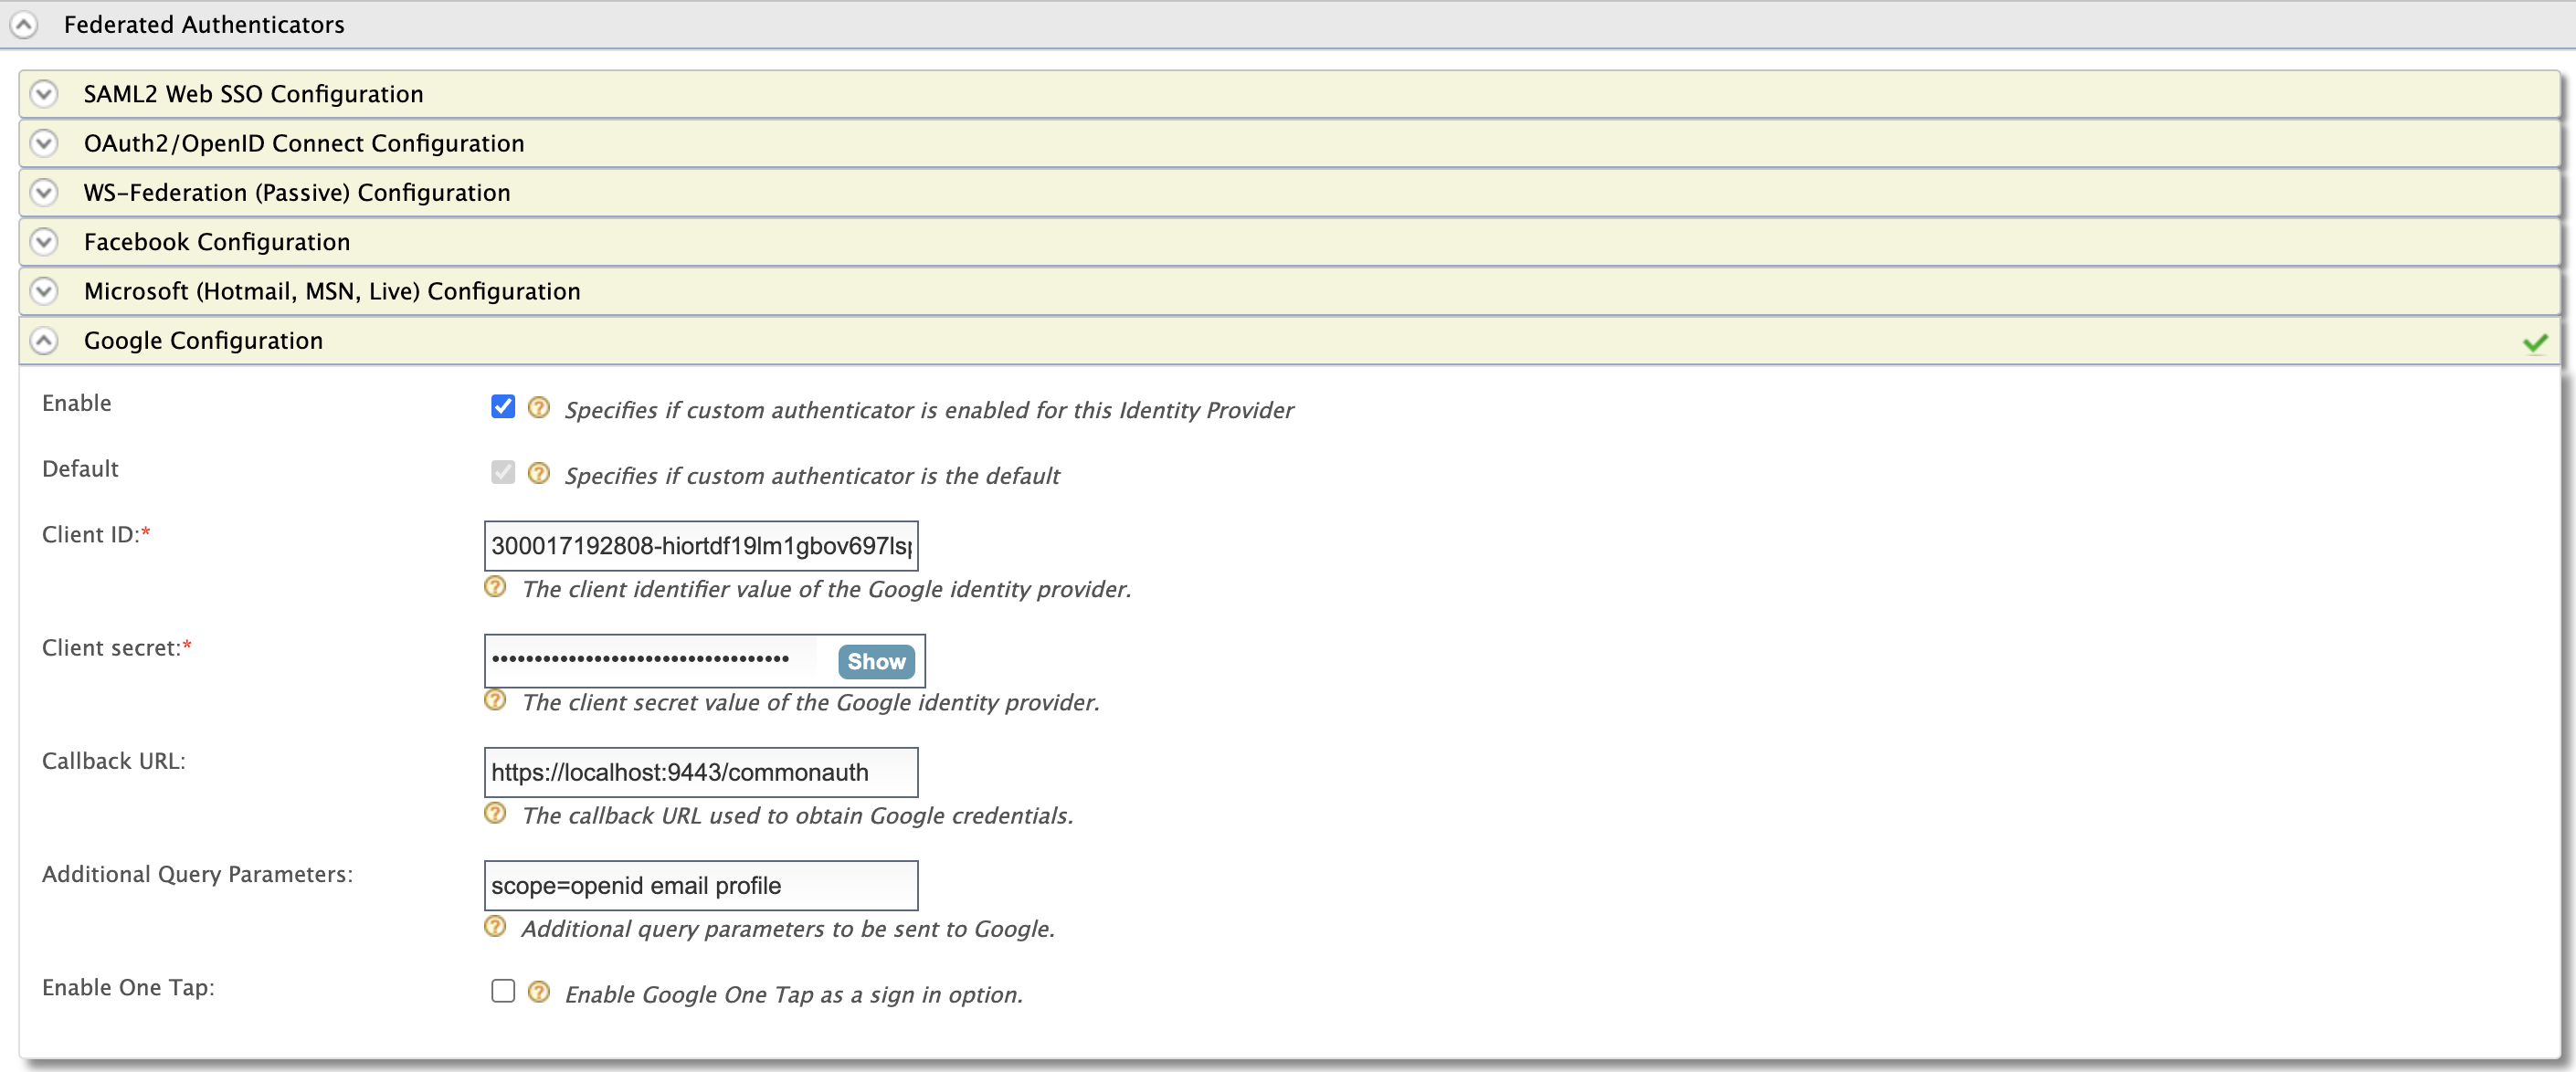 Federated Authenticators
SAML2 Web SSO Configuration
OAuth2/OpenID Connect Configuration
WS-Federation (Passive) Configuration
Facebook Configuration
Microsoft (Hotmail, MSN, Live) Configuration
Google Configuration
Enable
Specifies if custom authenticator is enabled for this Identity Provider
Default
Specifies if custom authenticator is the default
Client ID:*
300017192808-hiortdf19lm1gbov697lsp
The client identifier value of the Google identity provider.
Client secret:*
•••••••••••••••••••••••••••••••••••
Show
The client secret value of the Google identity provider.
Callback URL:
https://localhost:9443/commonauth
The callback URL used to obtain Google credentials.
Additional Query Parameters:
scope=openid email profile
Additional query parameters to be sent to Google.
Enable One Tap:
Enable Google One Tap as a sign in option.